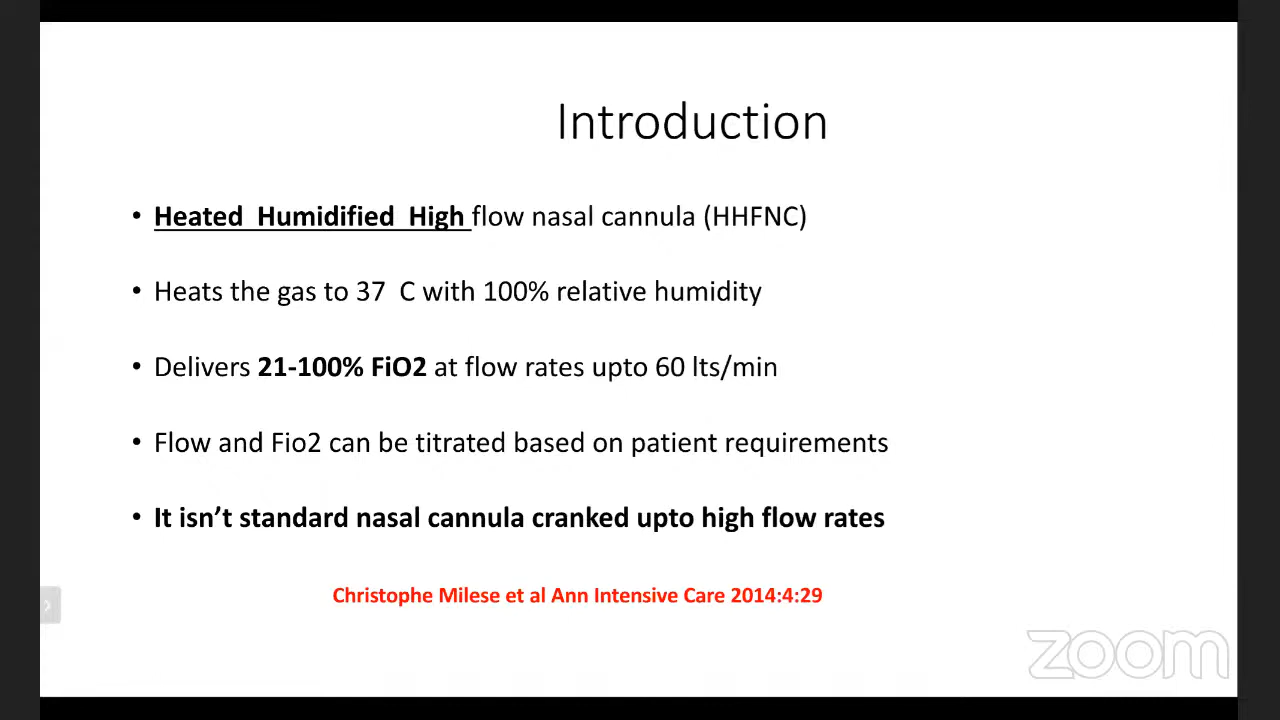 Introduction
• Heated Humidified High flow nasal cannula (HHFNC)
• Heats the gas to 37 C with 100% relative humidity
• Delivers 21-100% FiO2 at flow rates upto 60 lts/min
• Flow and Fio2 can be titrated based on patient requirements
• It isn’t standard nasal cannula cranked upto high flow rates
Christophe Milese et al Ann Intensive Care 2014:4:29
zoom